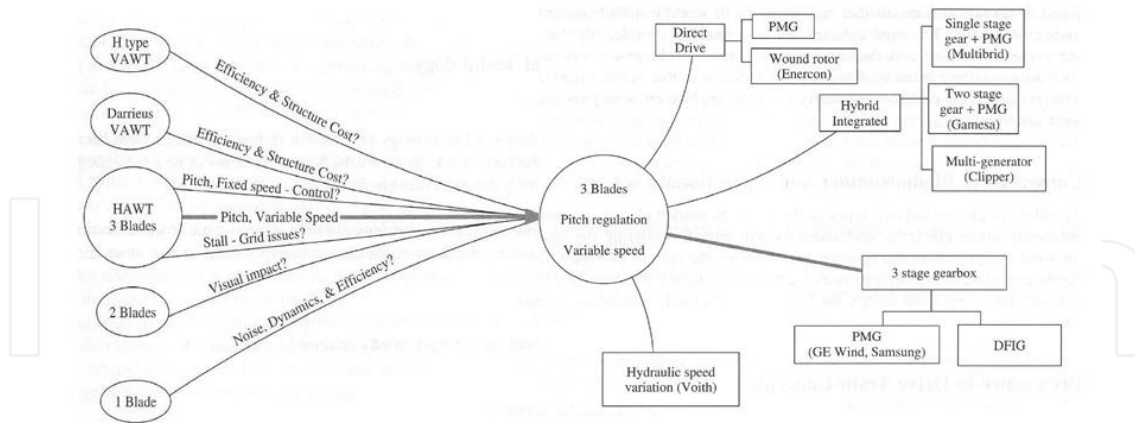 H type
VAWT
Efficiency & Structure Cost?
Darrieus
VAWT
Efficiency & Structure Cost?
Pitch, Fixed speed - Control?
HAWT
3 Blades
Pitch, Variable Speed
Stall - Grid issues?
2 Blades
Visual impact?
1 Blade
Noise, Dynamics, & Efficiency?
3 Blades
Pitch regulation
Variable speed
Direct
Drive
PMG
Wound rotor
(Enercon)
Hybrid
Integrated
Single stage
gear + PMG
(Multibrid)
Two stage
gear + PMG
(Gamesa)
Multi-generator
(Clipper)
3 stage gearbox
PMG
(GE Wind, Samsung)
DFIG
Hydraulic speed
variation (Voith)